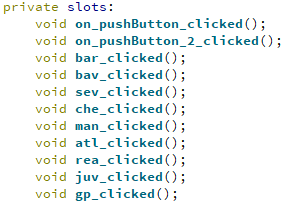 private slots:
void on_pushButton_clicked();
void on_pushButton_2_clicked();
void bar_clicked();
void bav_clicked();
void sev_clicked();
void che_clicked();
void man_clicked();
void atl_clicked();
void rea_clicked();
void juv_clicked();
void gp_clicked();